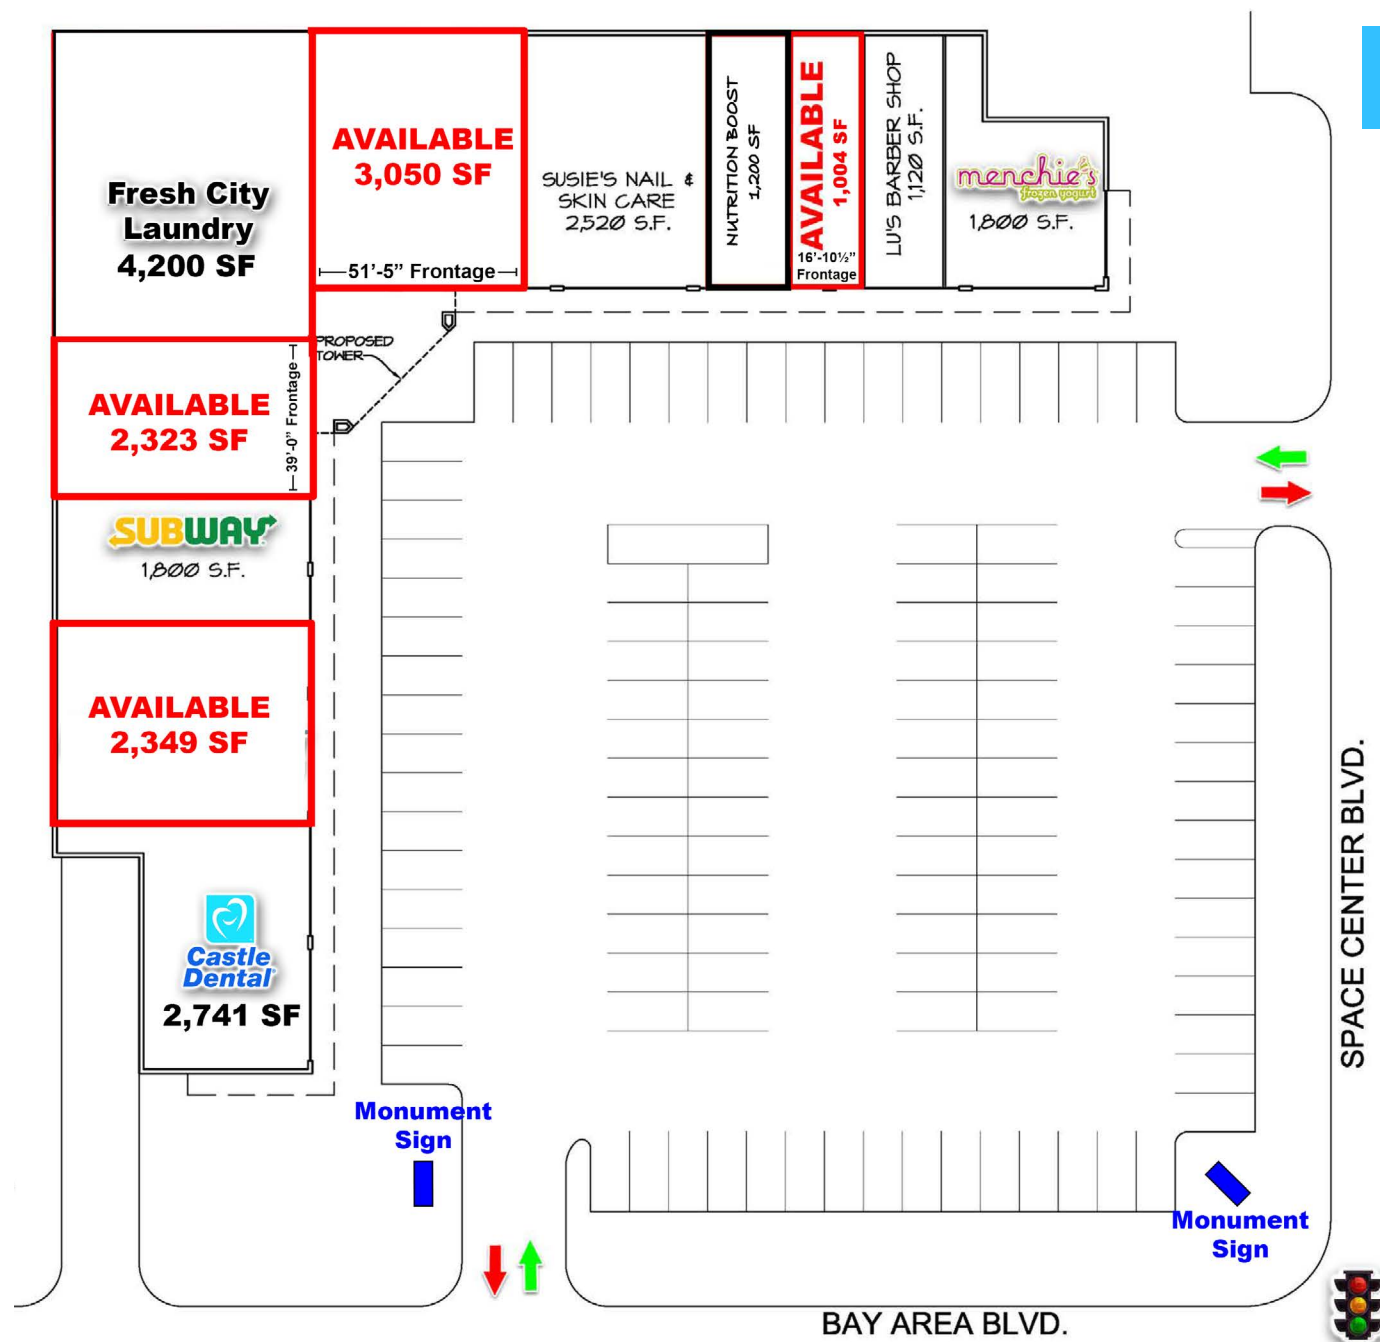 Fresh City
Laundry
4,200 SF
AVAILABLE
3,050 SF
51'-5" Frontage
SUSIE'S NAIL &
SKIN CARE
2,520 S.F.
NUTRITION BOOST
1,200 SF
AVAILABLE
1,004 SF
16'-10½"
Frontage
LU'S BARBER SHOP
1,120 S.F.
menchie's
frozen yogurt
1,800 S.F.
PROPOSED
TOWER
AVAILABLE
2,323 SF
39'-0" Frontage
SUBWAY
1,800 S.F.
AVAILABLE
2,349 SF
Castle
Dental
2,741 SF
Monument
Sign
Monument
Sign
SPACE CENTER BLVD.
BAY AREA BLVD.